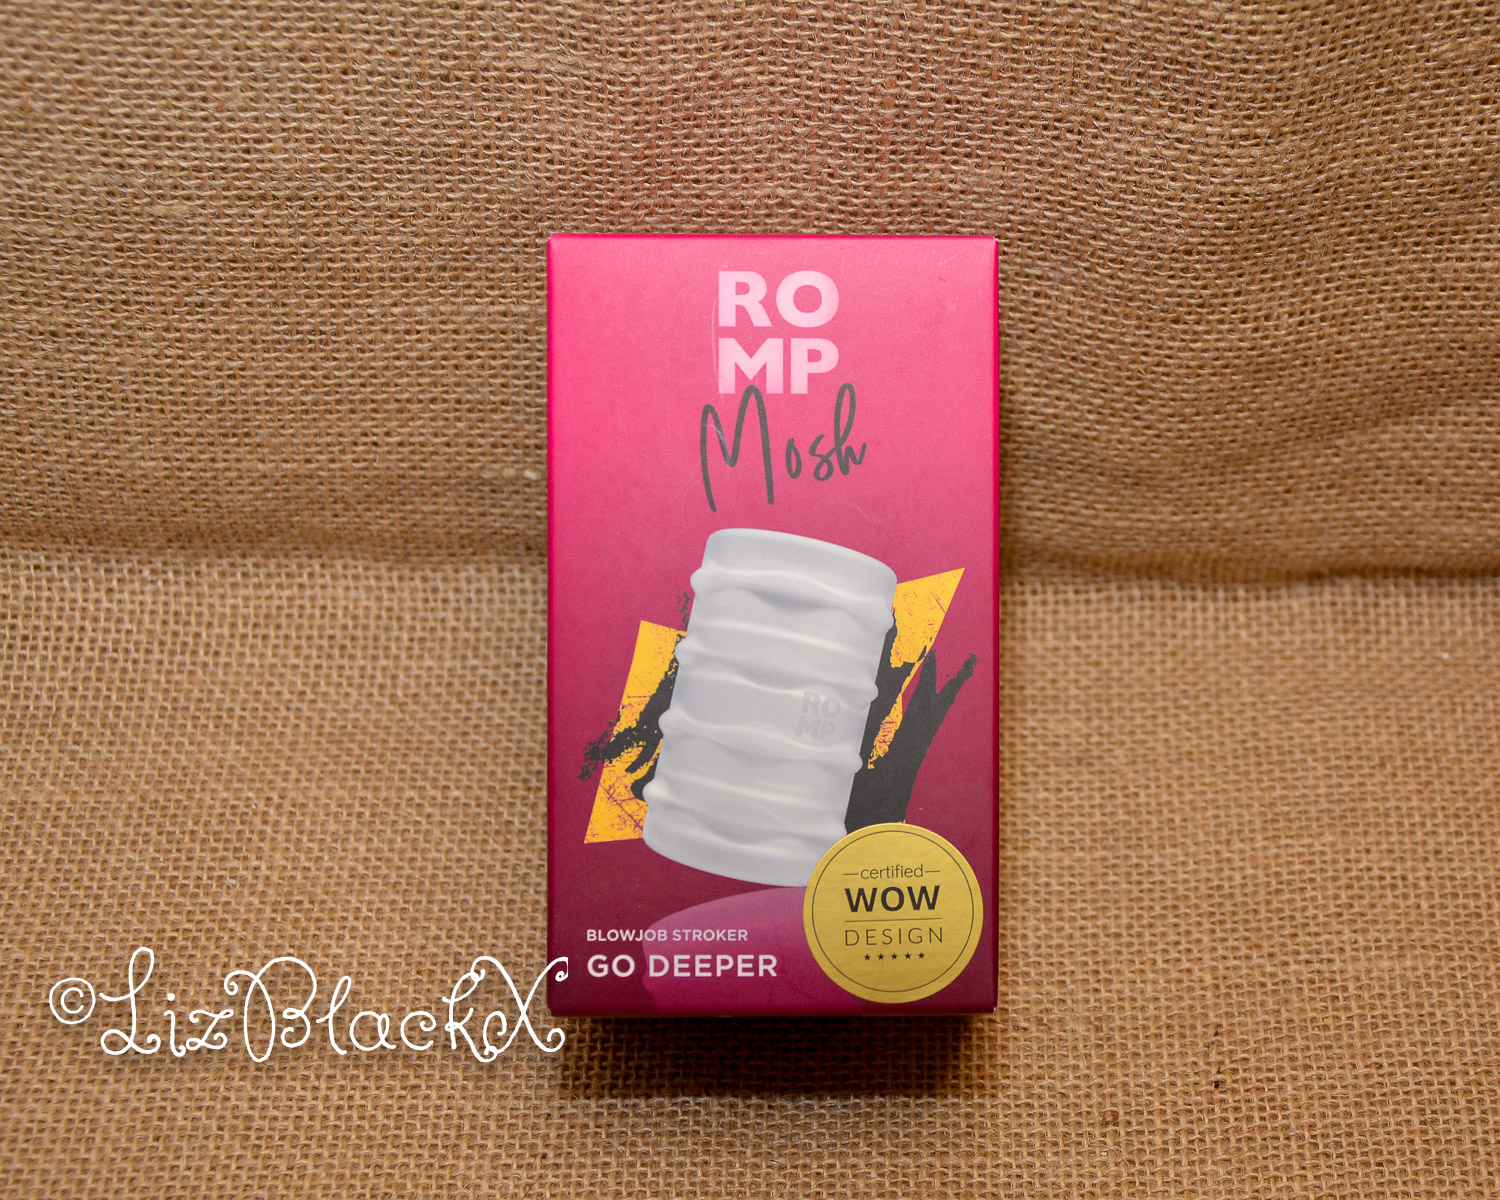 RO
MP
Mosh
RO
MP
certified
WOW
DESIGN
BLOWJOB STROKER
GO DEEPER
©LizBlackX